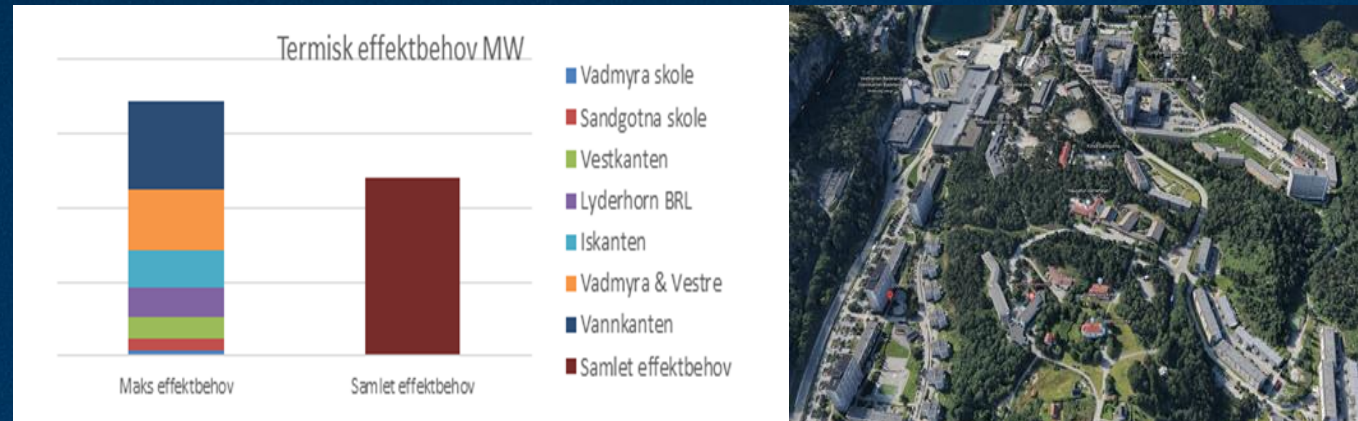 Termisk effektbehov MW
Vadmyra skole
Sandgotna skole
Vestkanten
Lyderhorn BRL
Iskanten
Vadmyra & Vestre
Vannkanten
Samlet effektbehov
Maks effektbehov
Samlet effektbehov